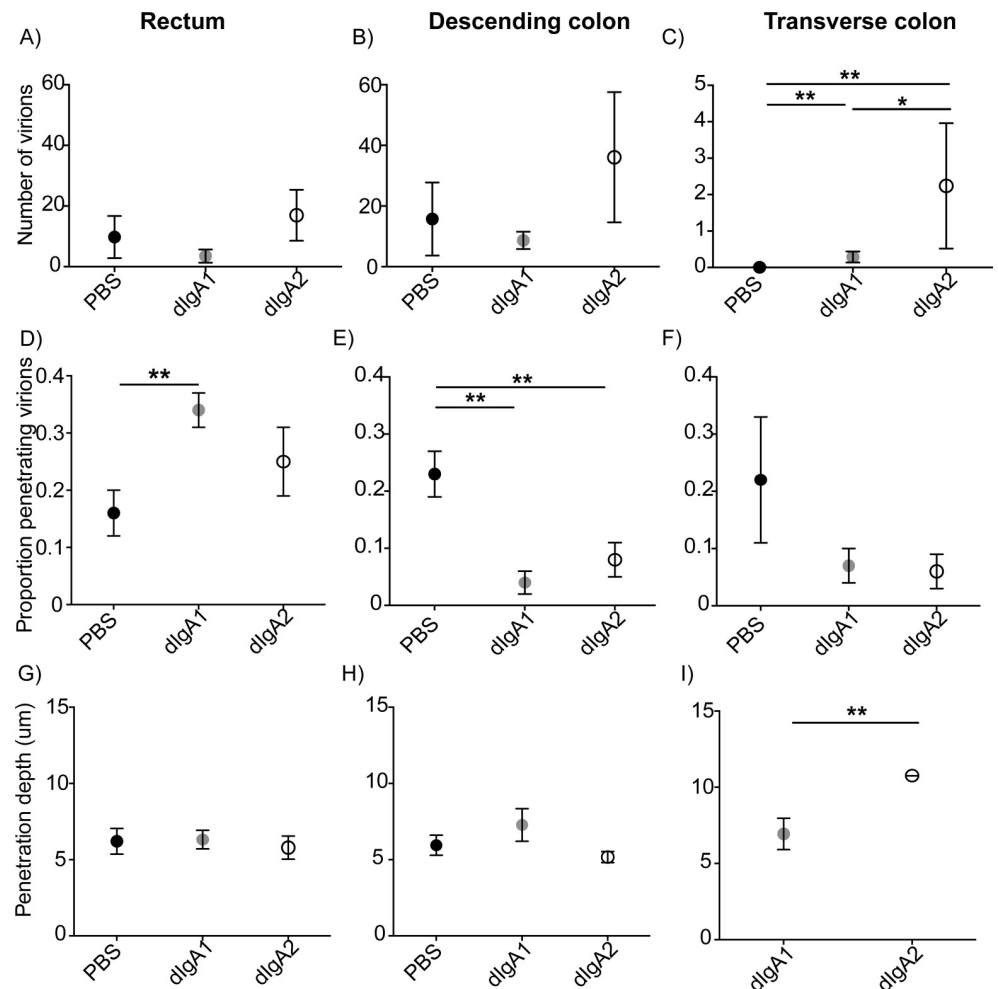 Rectum
Descending colon
Transverse colon
A)
B)
C)
Number of virions
60
40
20
0
PBS
dIgA1
dIgA2
60
40
20
0
PBS
dIgA1
dIgA2
5
4
3
2
1
0
**
**
*
PBS
dIgA1
dIgA2
D)
E)
F)
Proportion penetrating virions
0.4
0.3
0.2
0.1
0
**
PBS
dIgA1
dIgA2
0.4
0.3
0.2
0.1
0
**
**
PBS
dIgA1
dIgA2
0.4
0.3
0.2
0.1
0
PBS
dIgA1
dIgA2
G)
H)
I)
Penetration depth (um)
15
10
5
0
PBS
dIgA1
dIgA2
15
10
5
0
PBS
dIgA1
dIgA2
15
10
5
0
**
dIgA1
dIgA2